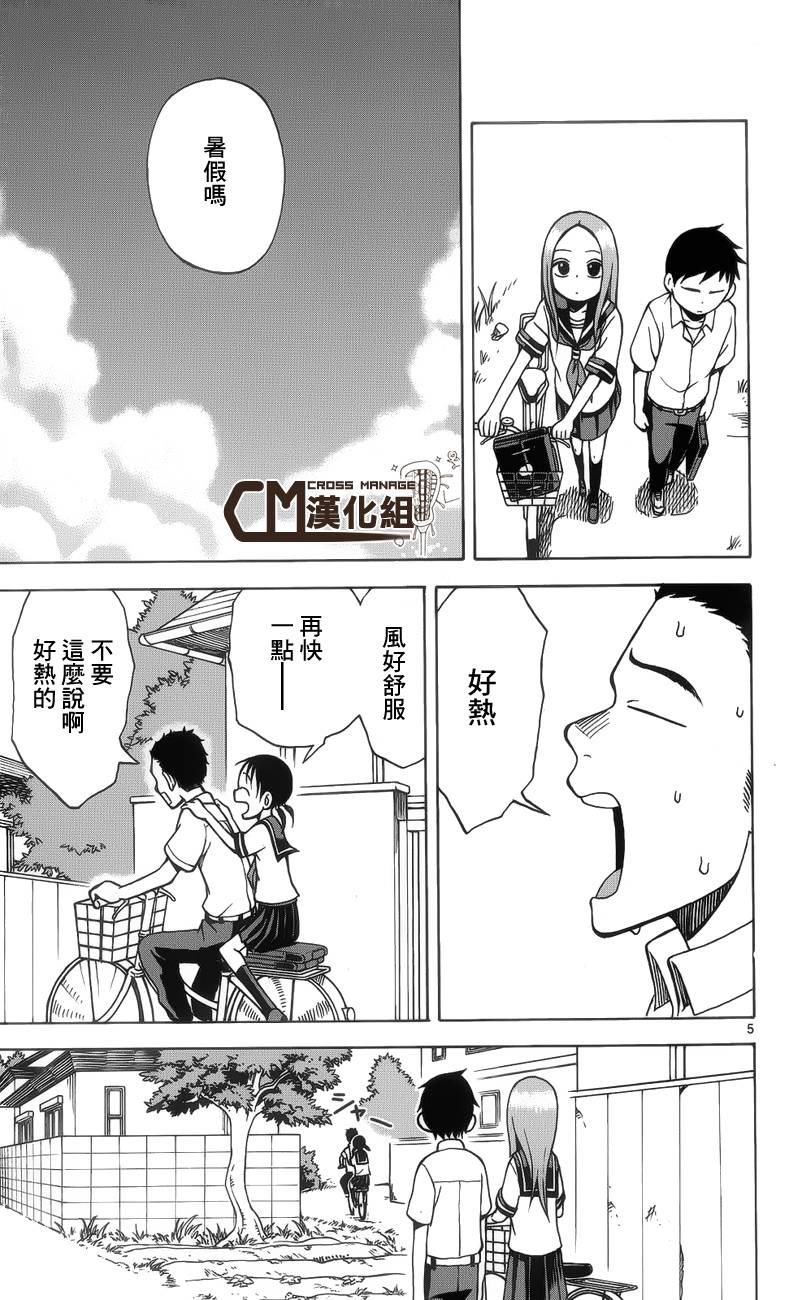 暑假嗎
CROSS MANAGE
CM漢化組
好熱
風好舒服
再快
一點——
不要
這麼說啊
好熱的
5
シャー